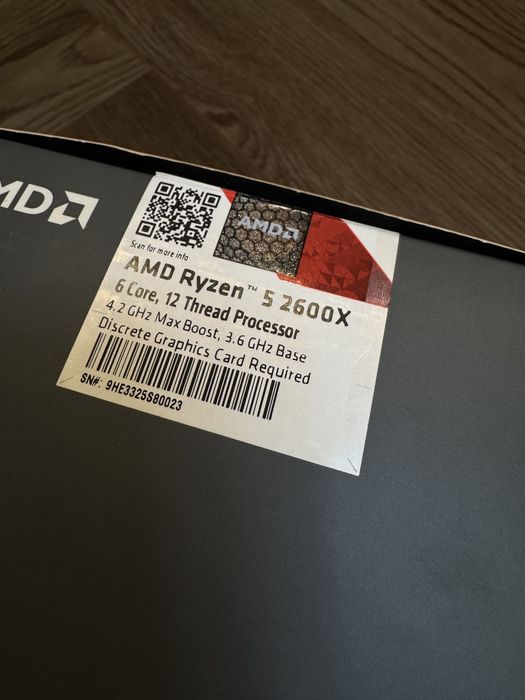 AMD
Scan for more info
AMD
AMD Ryzen™ 5 2600X
6 Core, 12 Thread Processor
4.2 GHz Max Boost, 3.6 GHz Base
Discrete Graphics Card Required
SN#: 9HE3325S80023